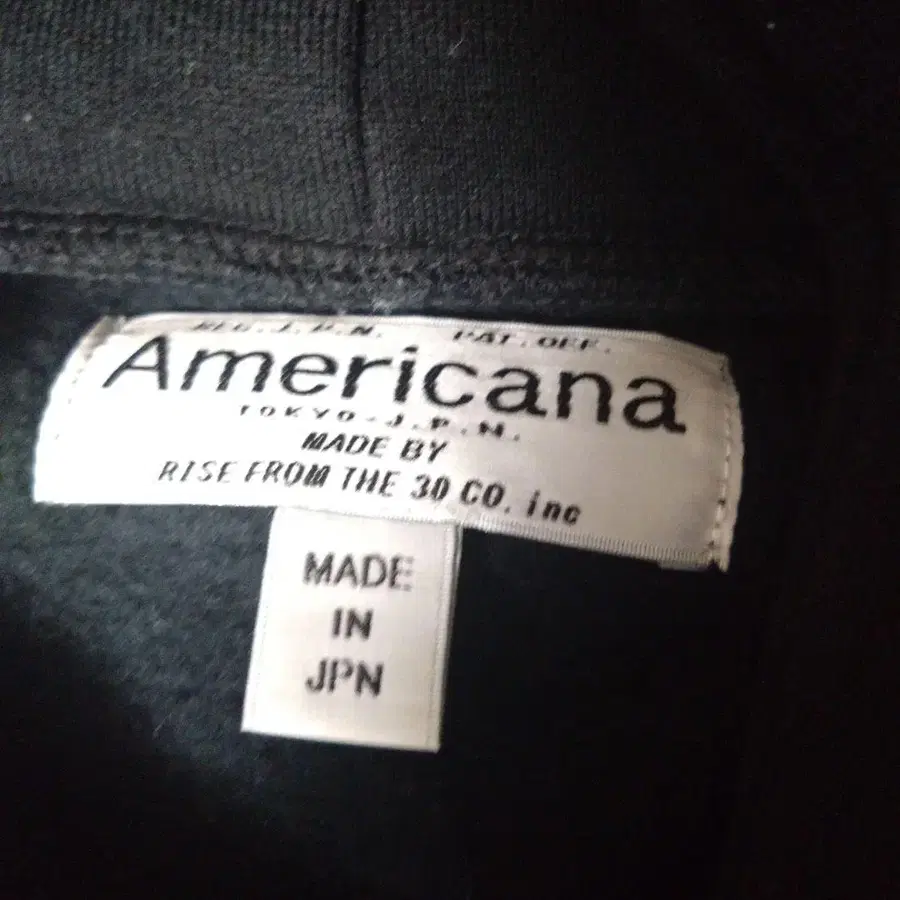 REG. J.P.N. PAT. OFF.
Americana
TOKYO-J.P.N.
MADE BY
RISE FROM THE 30 CO. inc
MADE
IN
JPN